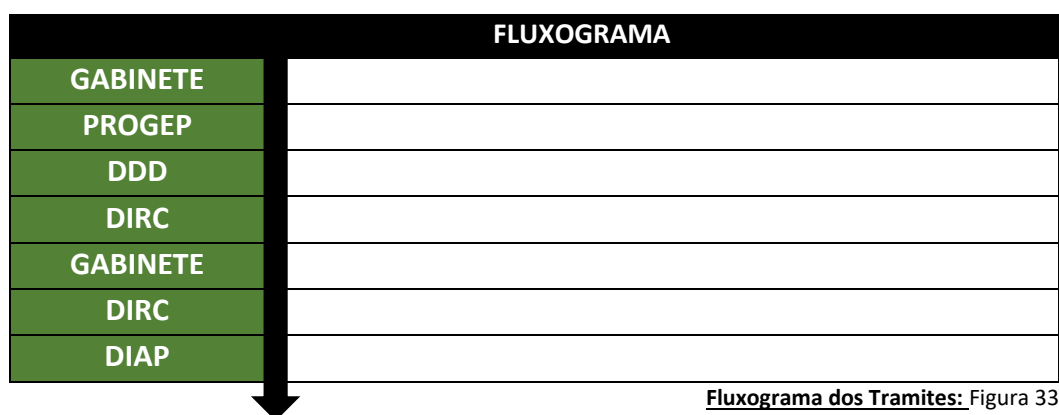 FLUXOGRAMA
GABINETE
PROGEP
DDD
DIRC
GABINETE
DIRC
DIAP
Fluxograma dos Tramites: Figura 33